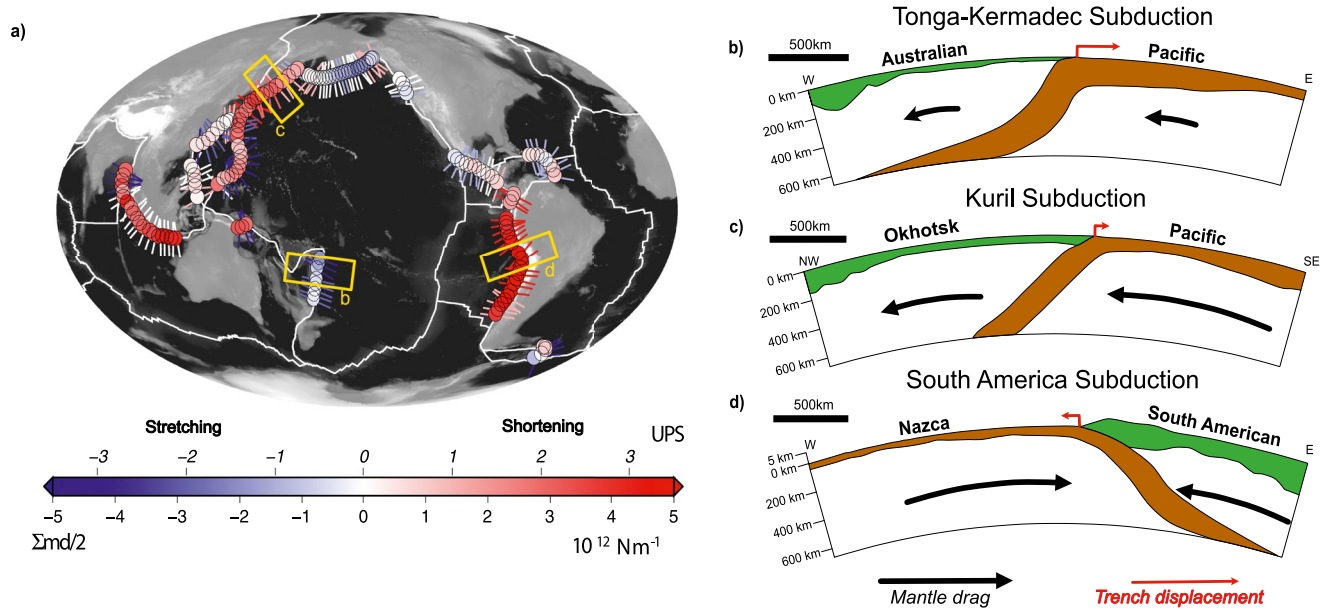 a)
c
b
d
Stretching
Shortening
UPS
−3 −2 −1 0 1 2 3
−5 −4 −3 −2 −1 0 1 2 3 4 5
Σmd/2
10 12 Nm-1
Tonga-Kermadec Subduction
b)
500km
Australian
Pacific
W
E
0 km
200 km
400 km
600 km
Kuril Subduction
c)
500km
Okhotsk
Pacific
NW
SE
0 km
200 km
400 km
600 km
South America Subduction
d)
500km
Nazca
South American
W
E
5 km
0 km
200 km
400 km
600 km
Mantle drag
Trench displacement